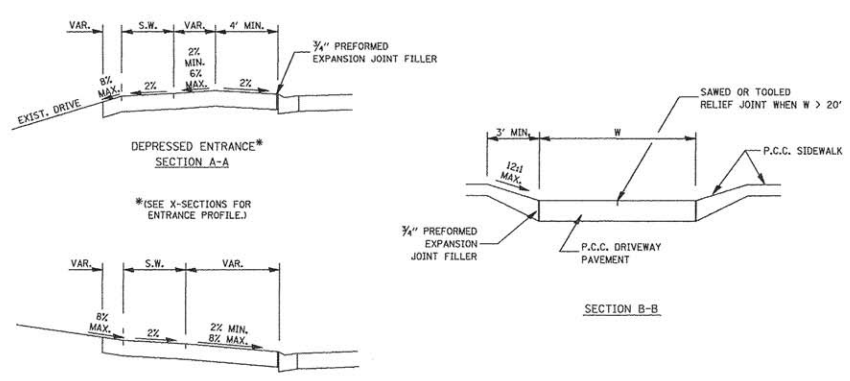 VAR. S.W. VAR. 4' MIN.
3/4" PREFORMED
EXPANSION JOINT FILLER
2%
MIN.
6%
MAX.
8%
MAX.
2%
2%
EXIST. DRIVE
DEPRESSED ENTRANCE*
SECTION A-A
*(SEE X-SECTIONS FOR
ENTRANCE PROFILE.)
VAR. S.W. VAR.
8%
MAX.
2%
2% MIN.
8% MAX.
SAWED OR TOOLED
RELIEF JOINT WHEN W > 20'
3' MIN. W
P.C.C. SIDEWALK
12:1
MAX.
3/4" PREFORMED
EXPANSION
JOINT FILLER
P.C.C. DRIVEWAY
PAVEMENT
SECTION B-B